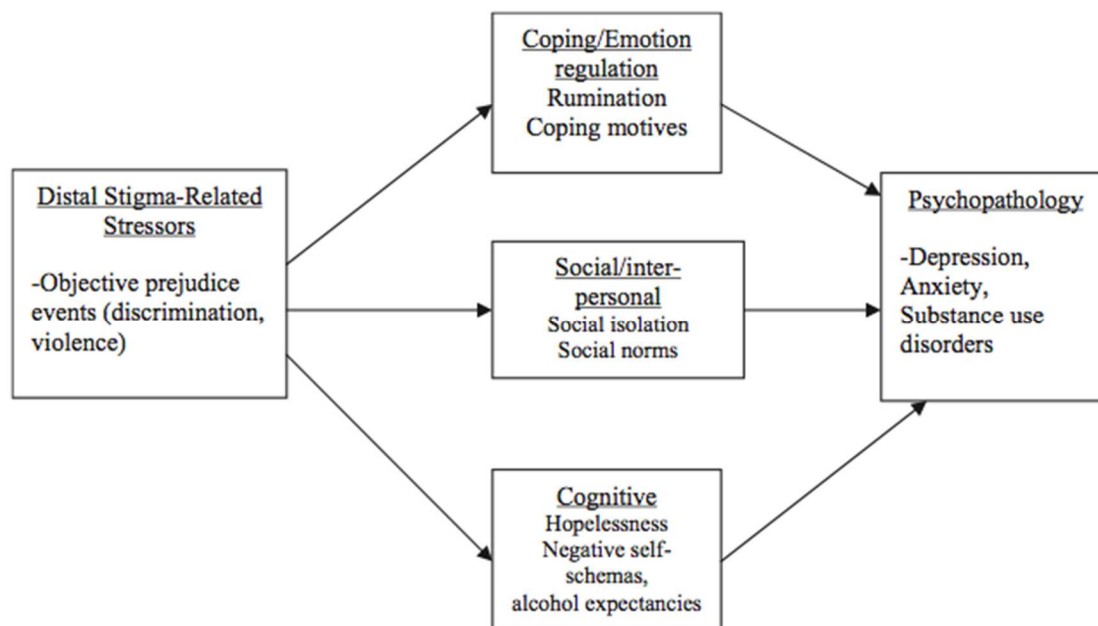 Coping/Emotion
regulation
Rumination
Coping motives
Distal Stigma-Related
Stressors
-Objective prejudice
events (discrimination,
violence)
Social/inter-
personal
Social isolation
Social norms
Cognitive
Hopelessness
Negative self-
schemas,
alcohol expectancies
Psychopathology
-Depression,
Anxiety,
Substance use
disorders